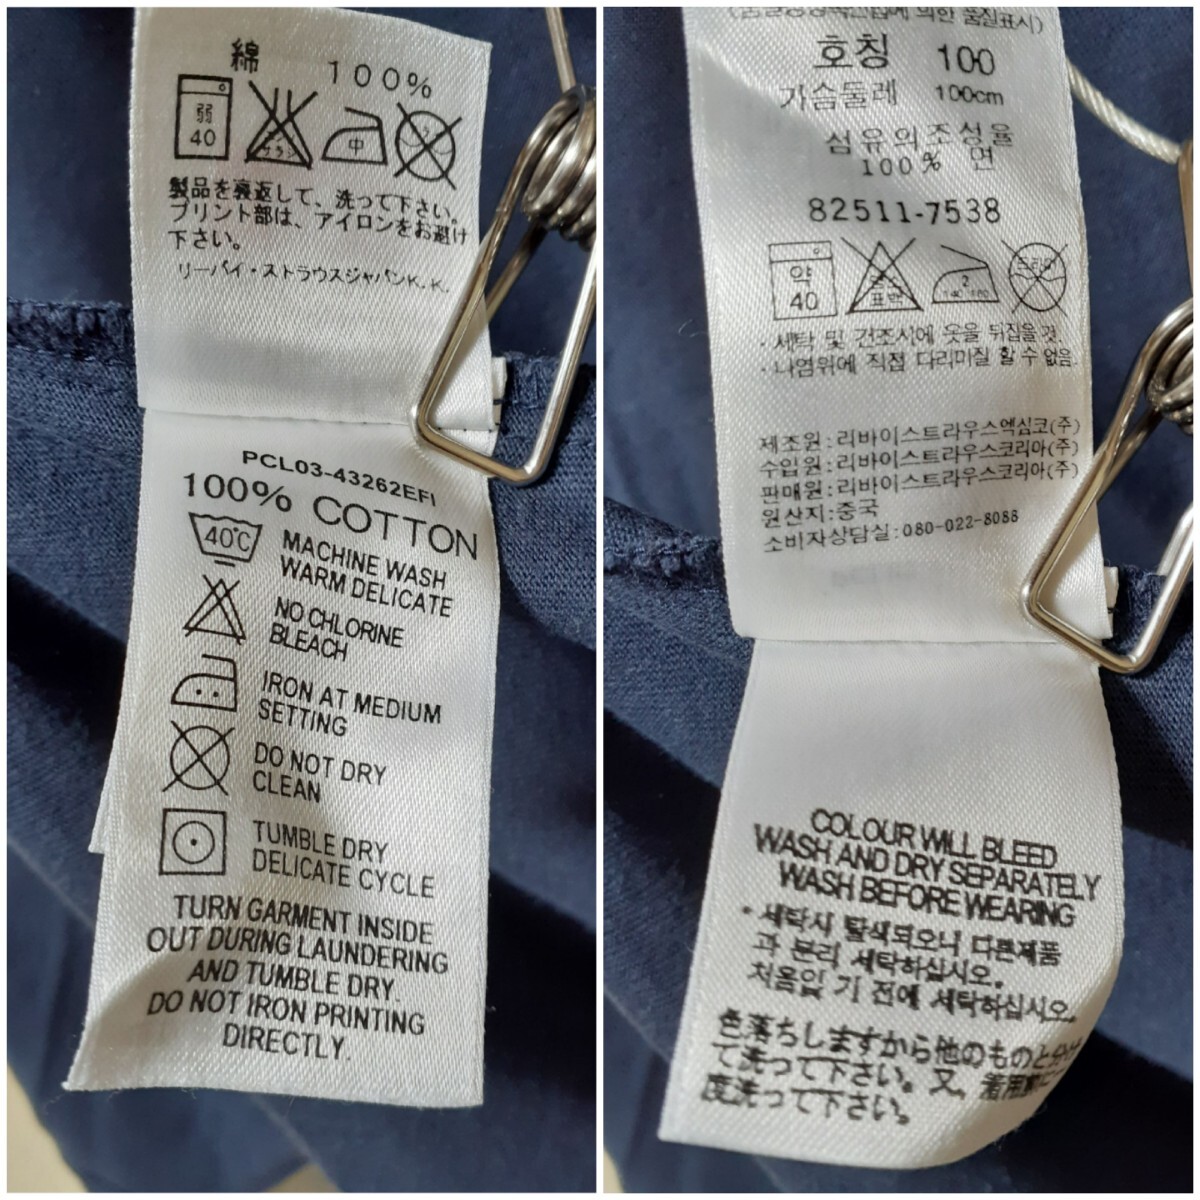 綿 100%
弱
40
サラシ
中
製品を裏返して、洗って下さい。
プリント部は、アイロンをお避け
下さい。
リーバイ・ストラウスジャパンK.K.
PCL03-43262EFI
100% COTTON
40°C
MACHINE WASH
WARM DELICATE
NO CHLORINE
BLEACH
IRON AT MEDIUM
SETTING
DO NOT DRY
CLEAN
TUMBLE DRY
DELICATE CYCLE
TURN GARMENT INSIDE
OUT DURING LAUNDERING
AND TUMBLE DRY.
DO NOT IRON PRINTING
DIRECTLY.
의한 품질표시)
호칭 100
가슴둘레 100cm
섬유의조성율
100% 면
82511-7538
약
40
표백
2
· 세탁 및 건조시에 옷을 뒤집을것.
· 나염위에 직접 다리미질 할 수 없음.
제조원:리바이스트라우스엑심코(주)
수입원:리바이스트라우스코리아(주)
판매원:리바이스트라우스코리아(주)
원산지:중국
소비자상담실:080-022-8088
COLOUR WILL BLEED
WASH AND DRY SEPARATELY
WASH BEFORE WEARING
· 세탁시 탈색되오니 다른제품
과 분리 세탁하십시오.
처음입기 전에 세탁하십시오.
色落ちしますから他のものと分け
て洗って下さい。又、着用前に
度洗って下さい。